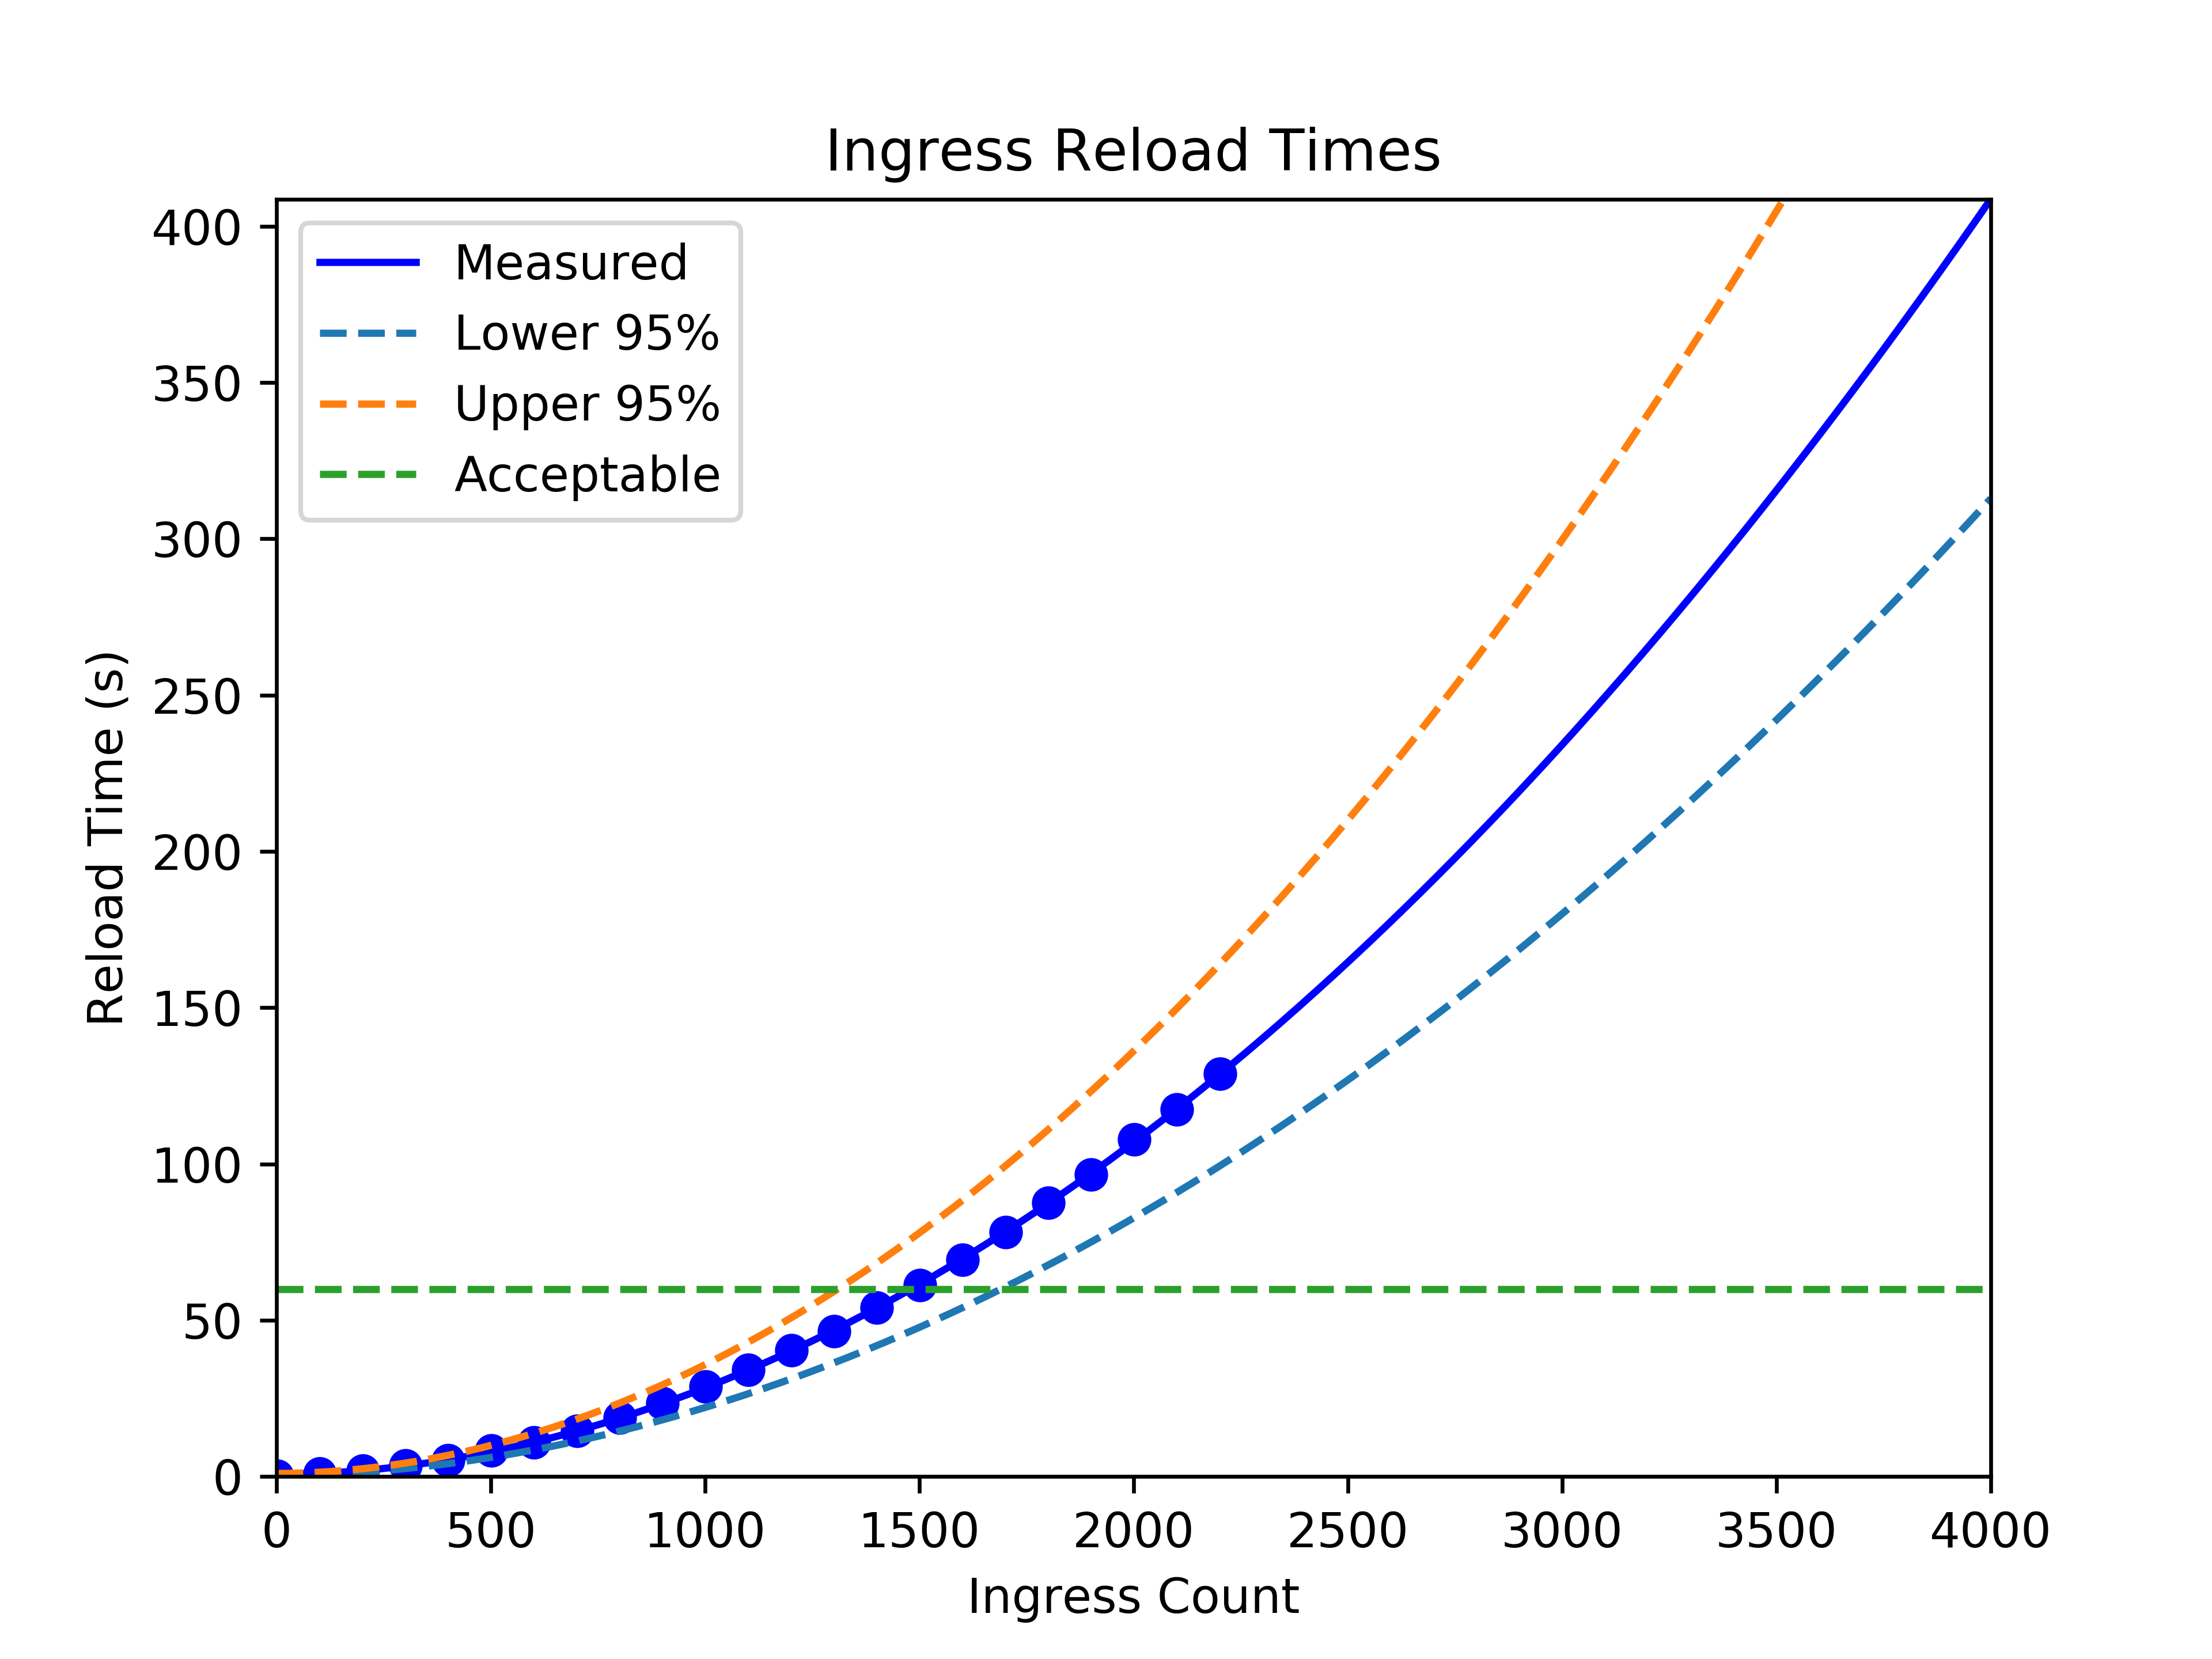 Ingress Reload Times
400
350
300
250
200
150
100
50
0
Reload Time (s)
Measured
Lower 95%
Upper 95%
Acceptable
0 500 1000 1500 2000 2500 3000 3500 4000
Ingress Count